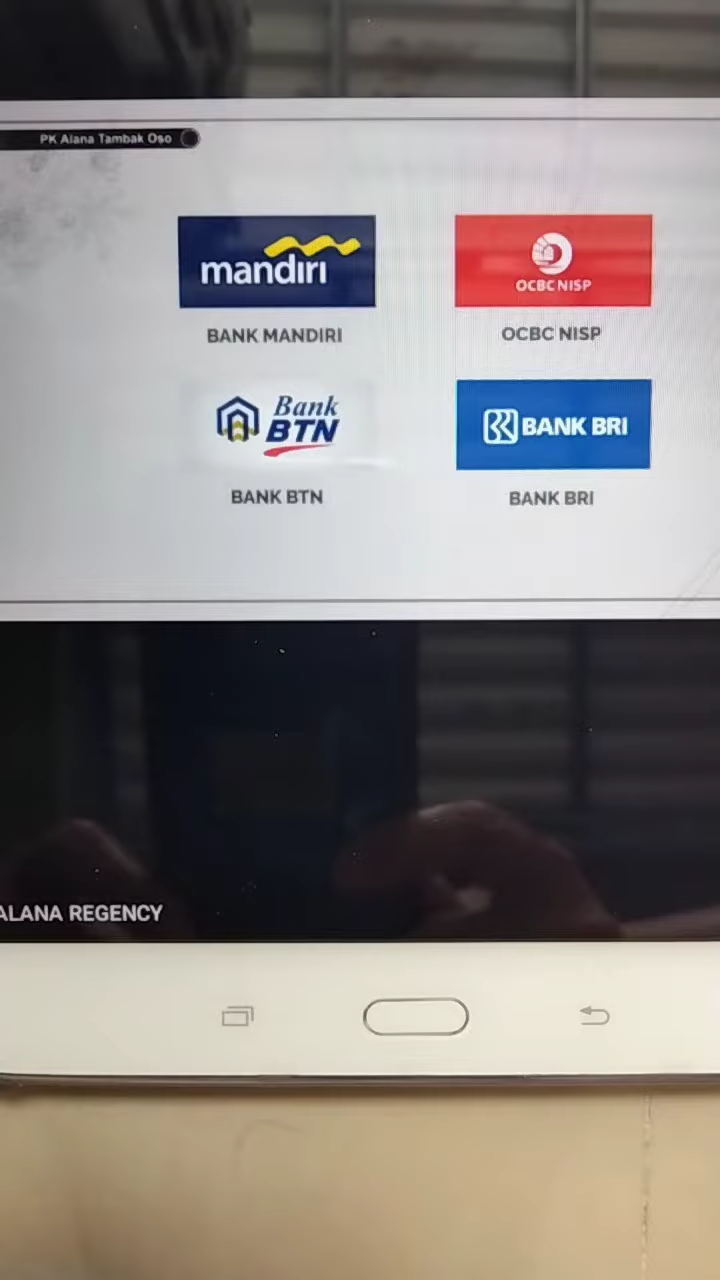 PK Alana Tambak Oso
mandiri
OCBC NISP
BANK MANDIRI
OCBC NISP
Bank
BTN
BANK BRI
BANK BTN
BANK BRI
ALANA REGENCY